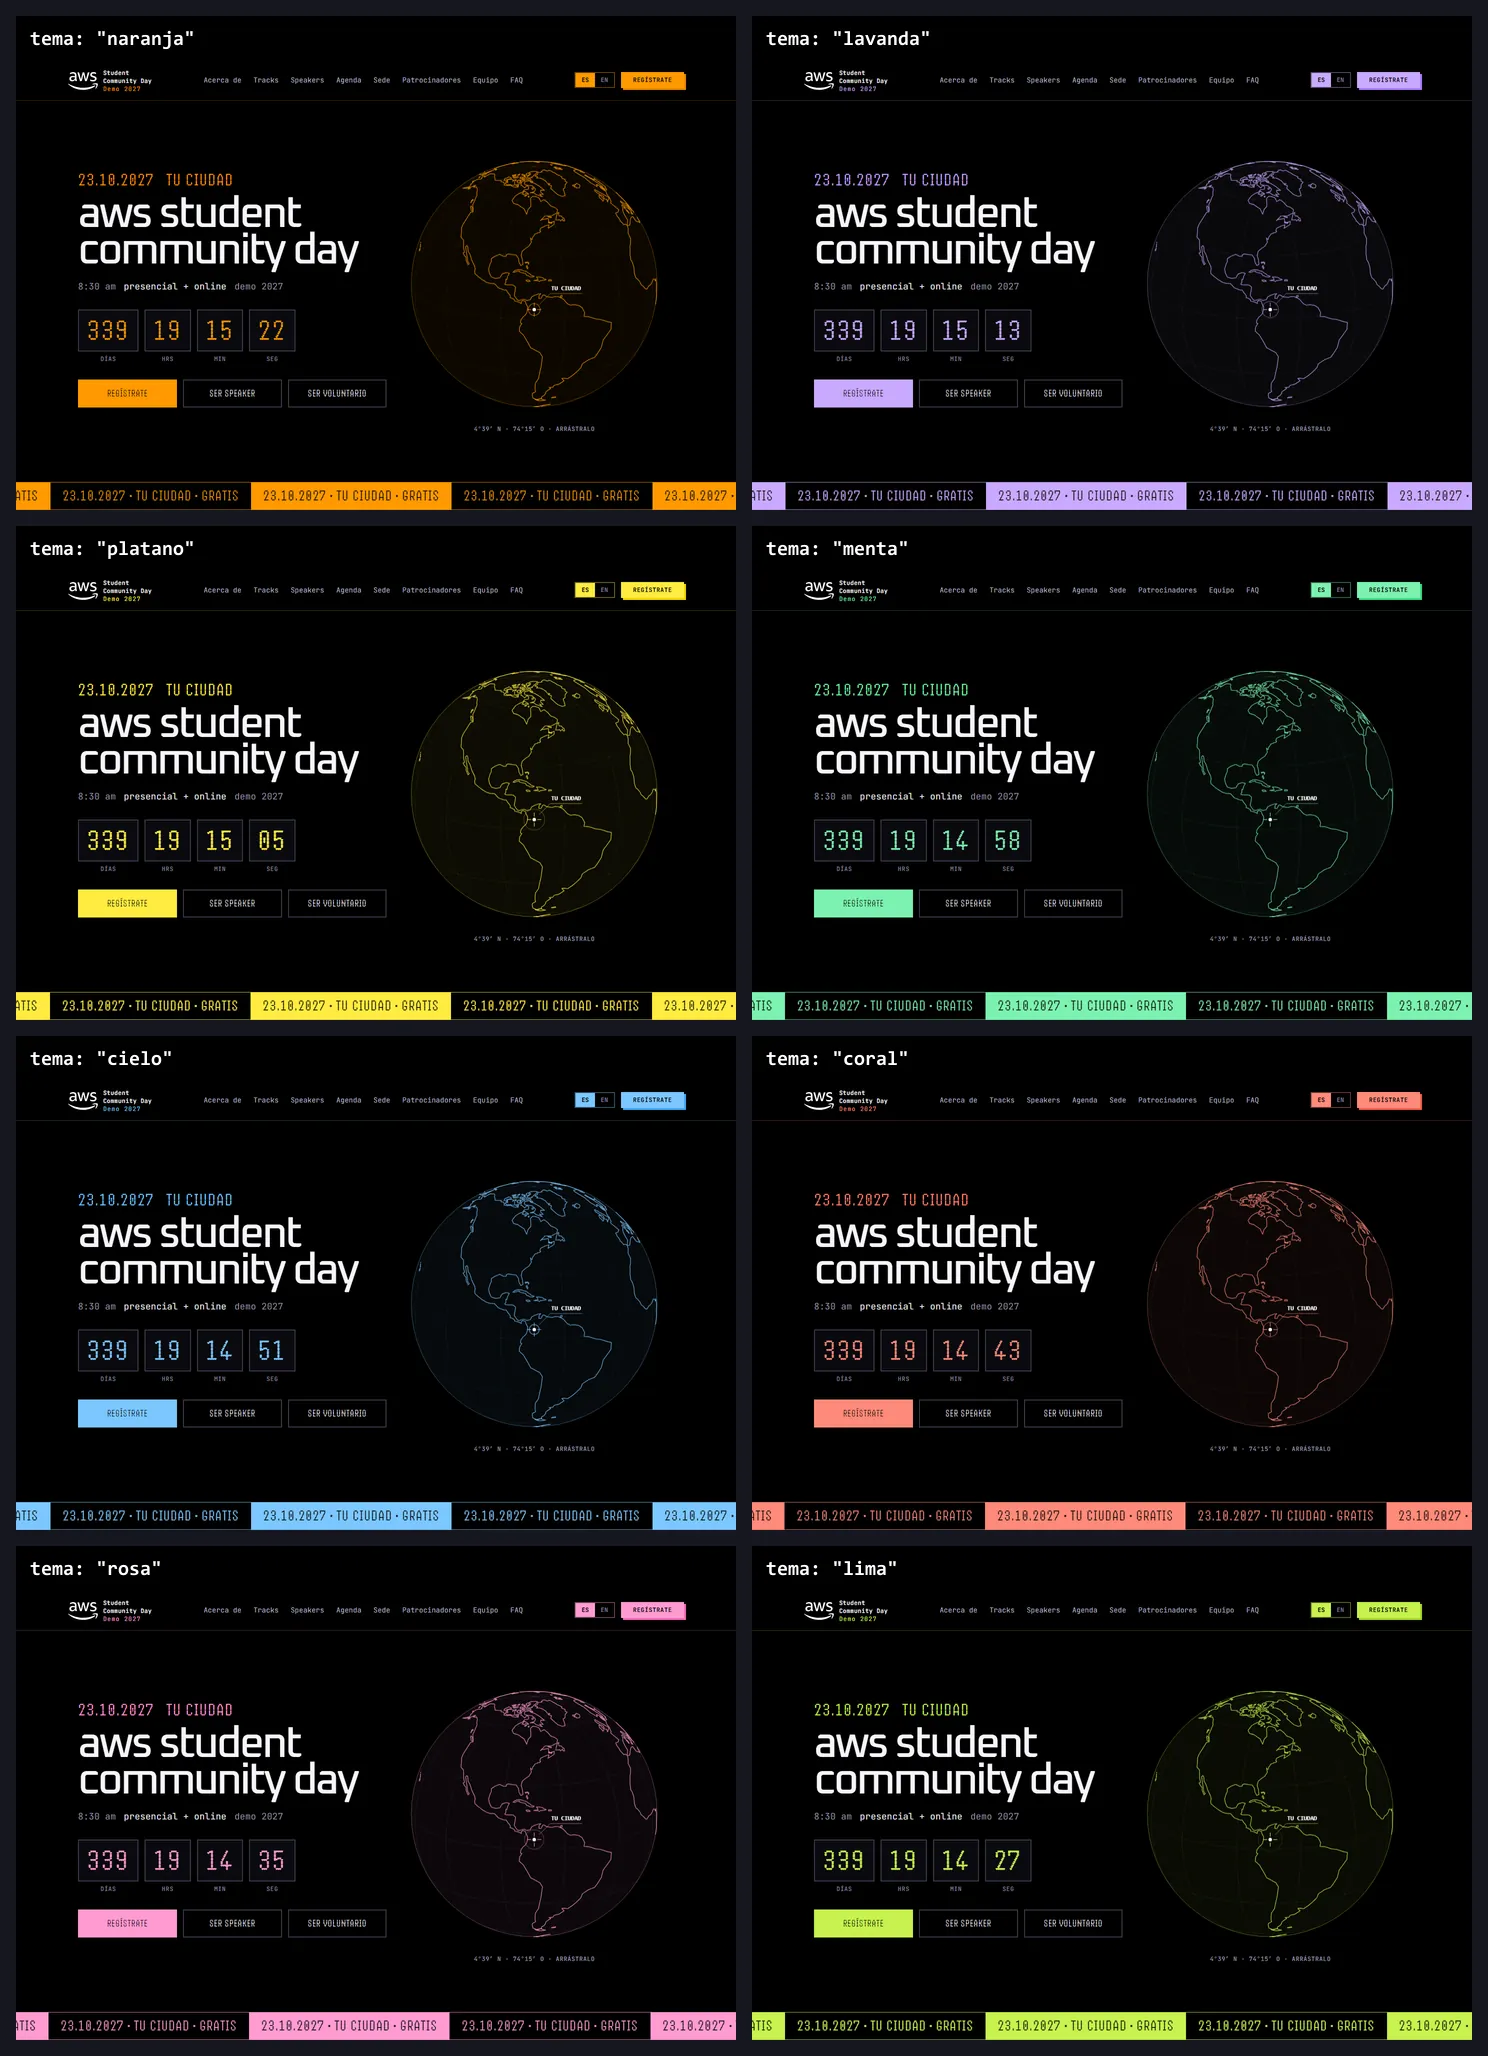 tema: "naranja"
aws Student Community Day Demo 2027
Acerca de Tracks Speakers Agenda Sede Patrocinadores Equipo FAQ ES EN REGÍSTRATE
23.10.2027 TU CIUDAD
aws student
community day
8:30 am presencial + online demo 2027
TU CIUDAD
339 19 15 22
DÍAS HRS MIN SEG
REGÍSTRATE SER SPEAKER SER VOLUNTARIO
4°39' N · 74°15' O · ARRÁSTRALO
ATIS 23.10.2027 · TU CIUDAD · GRATIS 23.10.2027 · TU CIUDAD · GRATIS 23.10.2027 · TU CIUDAD · GRATIS 23.10.2027 ·
tema: "lavanda"
aws Student Community Day Demo 2027
Acerca de Tracks Speakers Agenda Sede Patrocinadores Equipo FAQ ES EN REGÍSTRATE
23.10.2027 TU CIUDAD
aws student
community day
8:30 am presencial + online demo 2027
TU CIUDAD
339 19 15 13
DÍAS HRS MIN SEG
REGÍSTRATE SER SPEAKER SER VOLUNTARIO
4°39' N · 74°15' O · ARRÁSTRALO
ATIS 23.10.2027 · TU CIUDAD · GRATIS 23.10.2027 · TU CIUDAD · GRATIS 23.10.2027 · TU CIUDAD · GRATIS 23.10.2027 ·
tema: "platano"
aws Student Community Day Demo 2027
Acerca de Tracks Speakers Agenda Sede Patrocinadores Equipo FAQ ES EN REGÍSTRATE
23.10.2027 TU CIUDAD
aws student
community day
8:30 am presencial + online demo 2027
TU CIUDAD
339 19 15 05
DÍAS HRS MIN SEG
REGÍSTRATE SER SPEAKER SER VOLUNTARIO
4°39' N · 74°15' O · ARRÁSTRALO
ATIS 23.10.2027 · TU CIUDAD · GRATIS 23.10.2027 · TU CIUDAD · GRATIS 23.10.2027 · TU CIUDAD · GRATIS 23.10.2027 ·
tema: "menta"
aws Student Community Day Demo 2027
Acerca de Tracks Speakers Agenda Sede Patrocinadores Equipo FAQ ES EN REGÍSTRATE
23.10.2027 TU CIUDAD
aws student
community day
8:30 am presencial + online demo 2027
TU CIUDAD
339 19 14 58
DÍAS HRS MIN SEG
REGÍSTRATE SER SPEAKER SER VOLUNTARIO
4°39' N · 74°15' O · ARRÁSTRALO
ATIS 23.10.2027 · TU CIUDAD · GRATIS 23.10.2027 · TU CIUDAD · GRATIS 23.10.2027 · TU CIUDAD · GRATIS 23.10.2027 ·
tema: "cielo"
aws Student Community Day Demo 2027
Acerca de Tracks Speakers Agenda Sede Patrocinadores Equipo FAQ ES EN REGÍSTRATE
23.10.2027 TU CIUDAD
aws student
community day
8:30 am presencial + online demo 2027
TU CIUDAD
339 19 14 51
DÍAS HRS MIN SEG
REGÍSTRATE SER SPEAKER SER VOLUNTARIO
4°39' N · 74°15' O · ARRÁSTRALO
ATIS 23.10.2027 · TU CIUDAD · GRATIS 23.10.2027 · TU CIUDAD · GRATIS 23.10.2027 · TU CIUDAD · GRATIS 23.10.2027 ·
tema: "coral"
aws Student Community Day Demo 2027
Acerca de Tracks Speakers Agenda Sede Patrocinadores Equipo FAQ ES EN REGÍSTRATE
23.10.2027 TU CIUDAD
aws student
community day
8:30 am presencial + online demo 2027
TU CIUDAD
339 19 14 43
DÍAS HRS MIN SEG
REGÍSTRATE SER SPEAKER SER VOLUNTARIO
4°39' N · 74°15' O · ARRÁSTRALO
ATIS 23.10.2027 · TU CIUDAD · GRATIS 23.10.2027 · TU CIUDAD · GRATIS 23.10.2027 · TU CIUDAD · GRATIS 23.10.2027 ·
tema: "rosa"
aws Student Community Day Demo 2027
Acerca de Tracks Speakers Agenda Sede Patrocinadores Equipo FAQ ES EN REGÍSTRATE
23.10.2027 TU CIUDAD
aws student
community day
8:30 am presencial + online demo 2027
TU CIUDAD
339 19 14 35
DÍAS HRS MIN SEG
REGÍSTRATE SER SPEAKER SER VOLUNTARIO
4°39' N · 74°15' O · ARRÁSTRALO
ATIS 23.10.2027 · TU CIUDAD · GRATIS 23.10.2027 · TU CIUDAD · GRATIS 23.10.2027 · TU CIUDAD · GRATIS 23.10.2027 ·
tema: "lima"
aws Student Community Day Demo 2027
Acerca de Tracks Speakers Agenda Sede Patrocinadores Equipo FAQ ES EN REGÍSTRATE
23.10.2027 TU CIUDAD
aws student
community day
8:30 am presencial + online demo 2027
TU CIUDAD
339 19 14 27
DÍAS HRS MIN SEG
REGÍSTRATE SER SPEAKER SER VOLUNTARIO
4°39' N · 74°15' O · ARRÁSTRALO
ATIS 23.10.2027 · TU CIUDAD · GRATIS 23.10.2027 · TU CIUDAD · GRATIS 23.10.2027 · TU CIUDAD · GRATIS 23.10.2027 ·